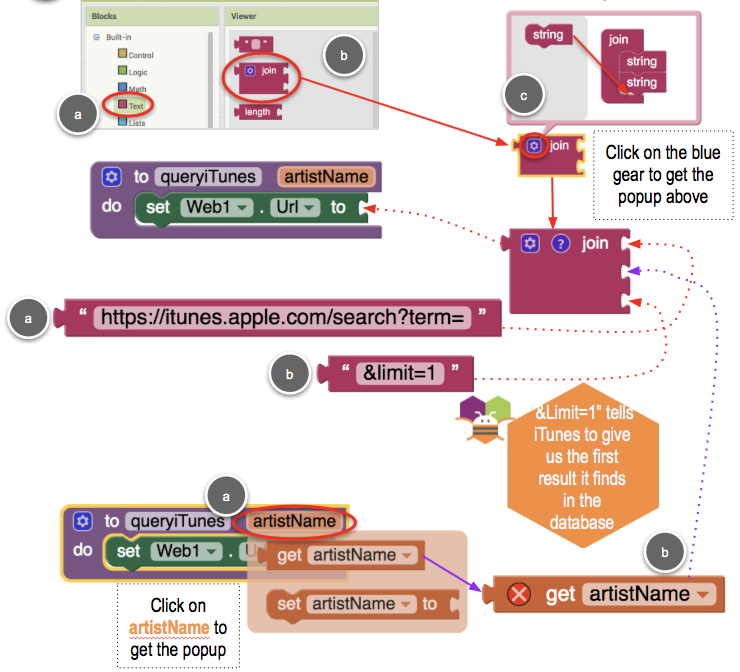 Blocks
Viewer
Built-in
Control
Logic
Math
Text
Lists
a
" "
join
length
b
string
join
string
string
c
join
Click on the blue
gear to get the
popup above
to queryiTunes artistName
do set Web1 . Url to
? join
a
" https://itunes.apple.com/search?term= "
b
" &limit=1 "
&Limit=1" tells
iTunes to give
us the first
result it finds
in the
database
a
to queryiTunes artistName
do set Web1 . U
get artistName
set artistName to
b
get artistName
Click on
artistName to
get the popup